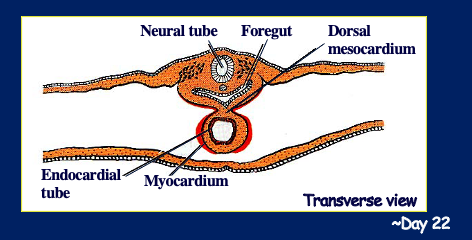 Neural tube
Foregut
Dorsal
mesocardium
Endocardial
tube
Myocardium
Transverse view
~Day 22